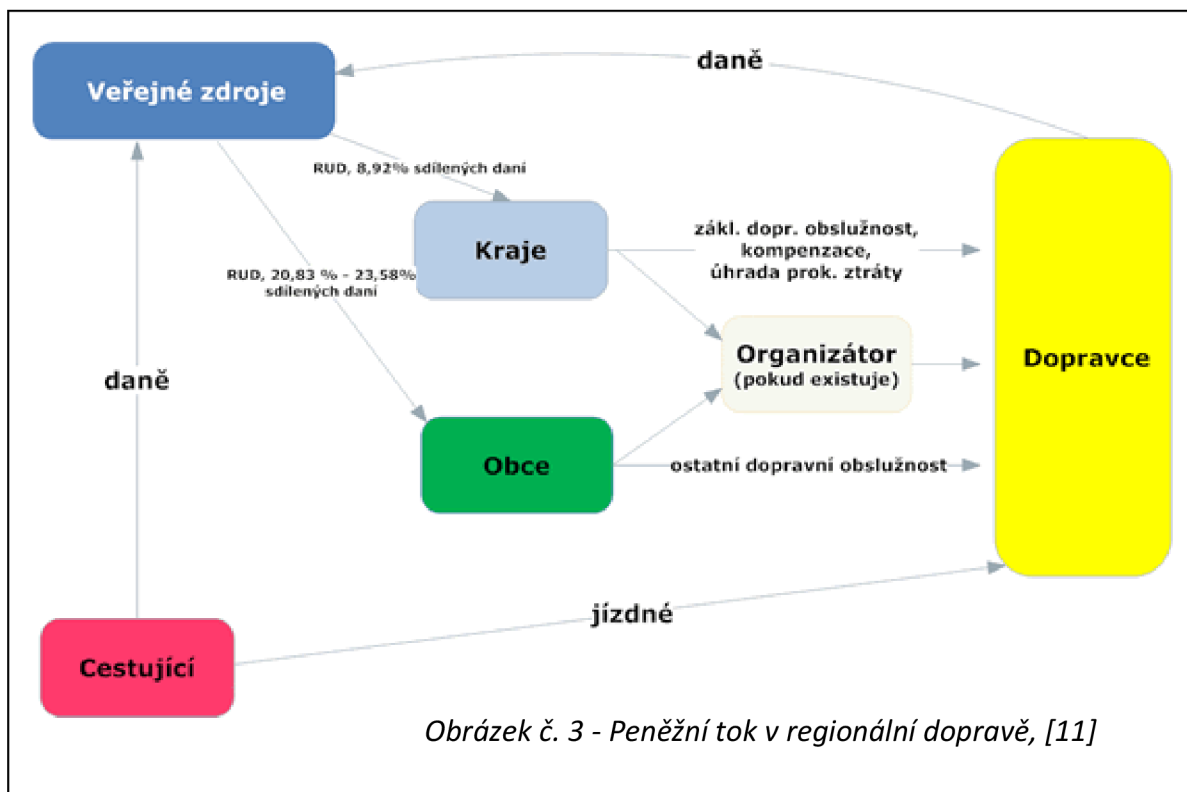 daně
Veřejné zdroje
RUD, 8,92% sdílených daní
zákl. dopr. obslužnost,
kompenzace,
úhrada prok. ztráty
Kraje
RUD, 20,83 % - 23,58%
sdílených daní
Organizátor
(pokud existuje)
Dopravce
daně
Obce
ostatní dopravní obslužnost
jízdné
Cestující
Obrázek č. 3 - Peněžní tok v regionální dopravě, [11]